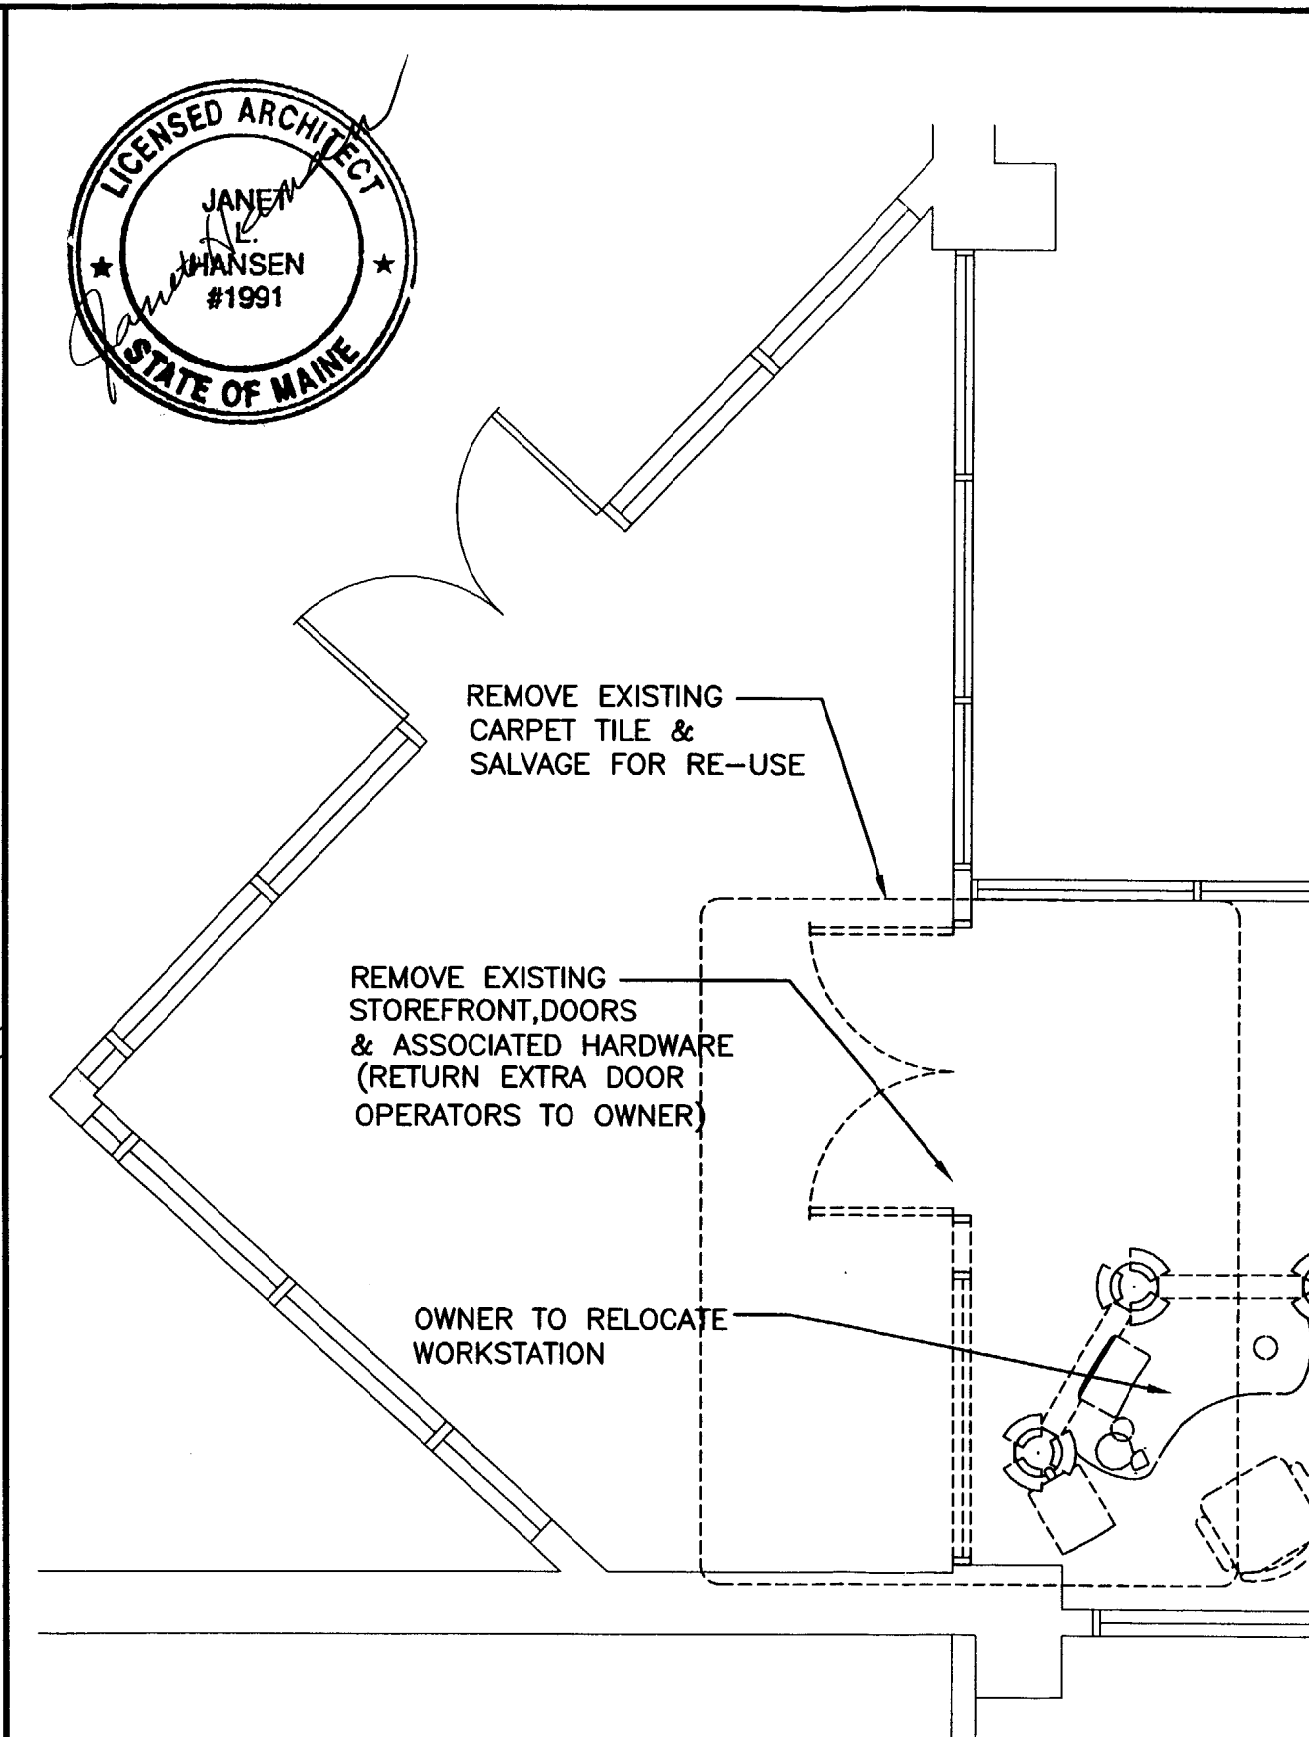 LICENSED ARCHITECT
JANET
L.
HANSEN
#1991
STATE OF MAINE
REMOVE EXISTING
CARPET TILE &
SALVAGE FOR RE-USE
REMOVE EXISTING
STOREFRONT,DOORS
& ASSOCIATED HARDWARE
(RETURN EXTRA DOOR
OPERATORS TO OWNER)
OWNER TO RELOCATE
WORKSTATION